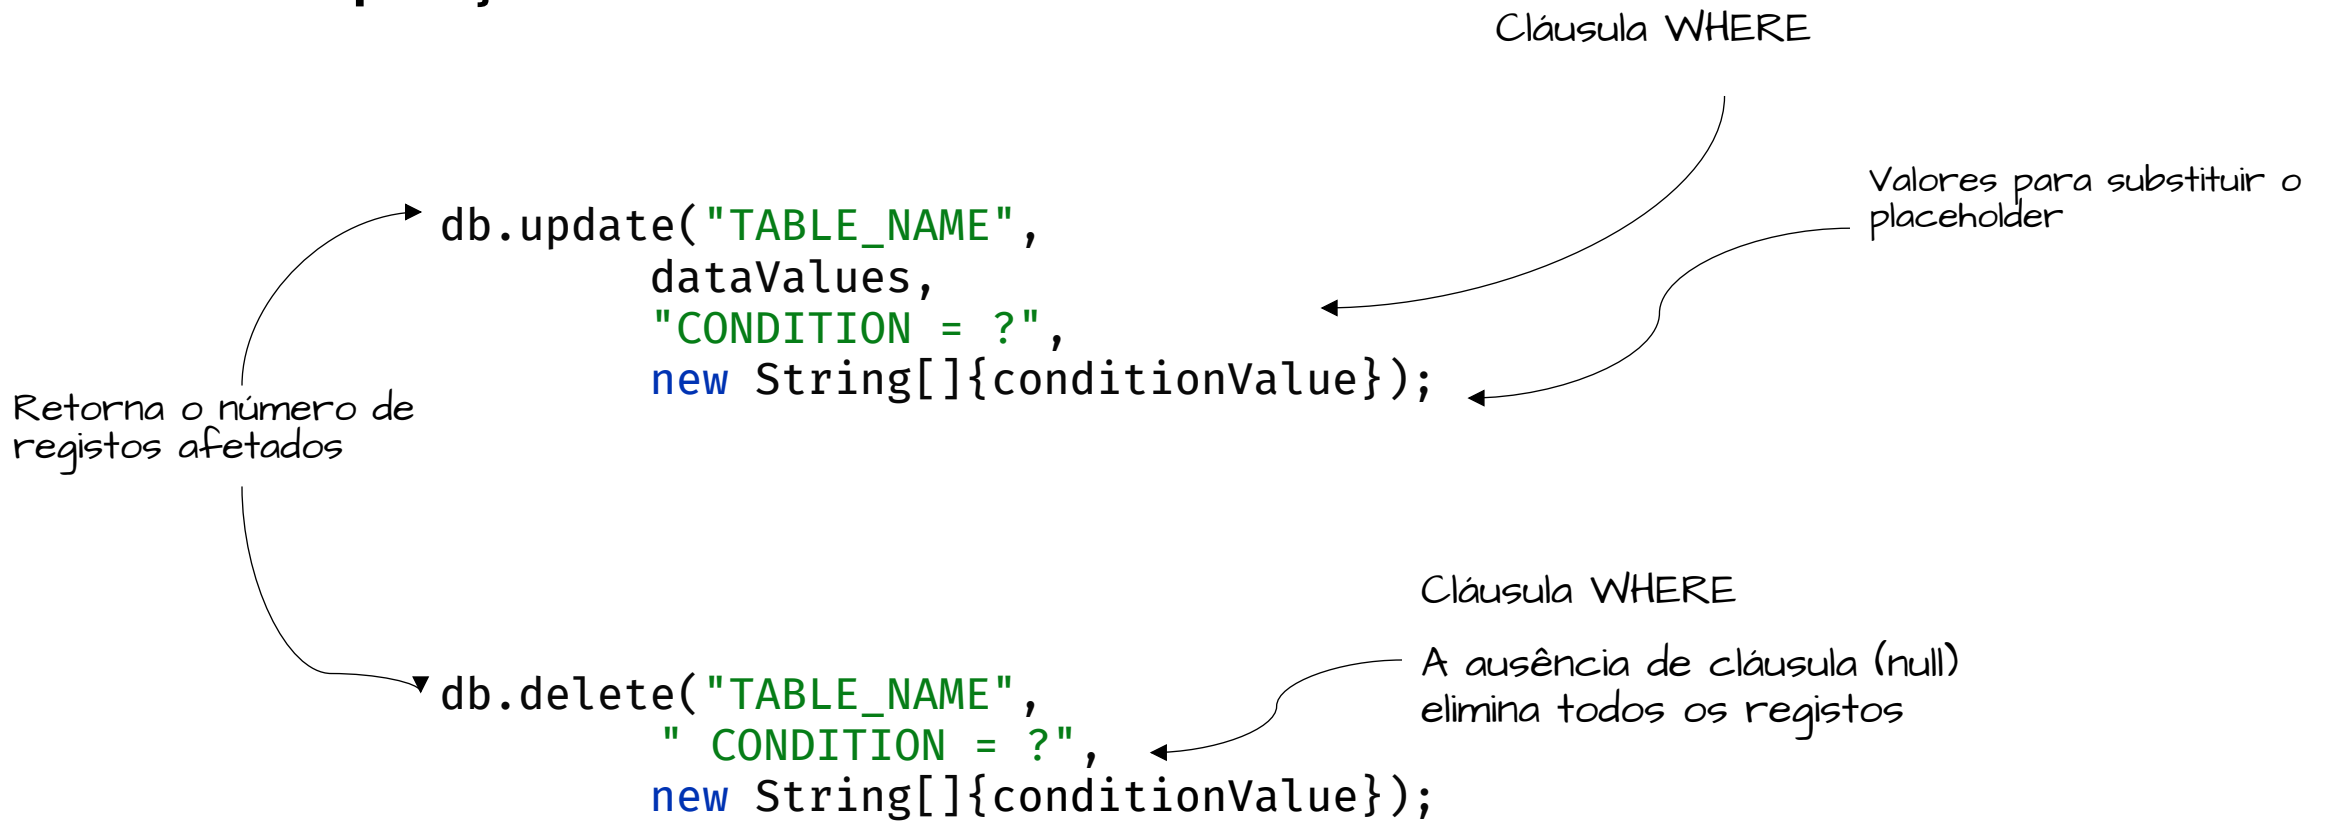 Cláusula WHERE
Valores para substituir o
placeholder
db.update("TABLE_NAME",
dataValues,
"CONDITION = ?",
new String[]{conditionValue});
Retorna o número de
registos afetados
Cláusula WHERE
A ausência de cláusula (null)
elimina todos os registos
db.delete("TABLE_NAME",
" CONDITION = ?",
new String[]{conditionValue});